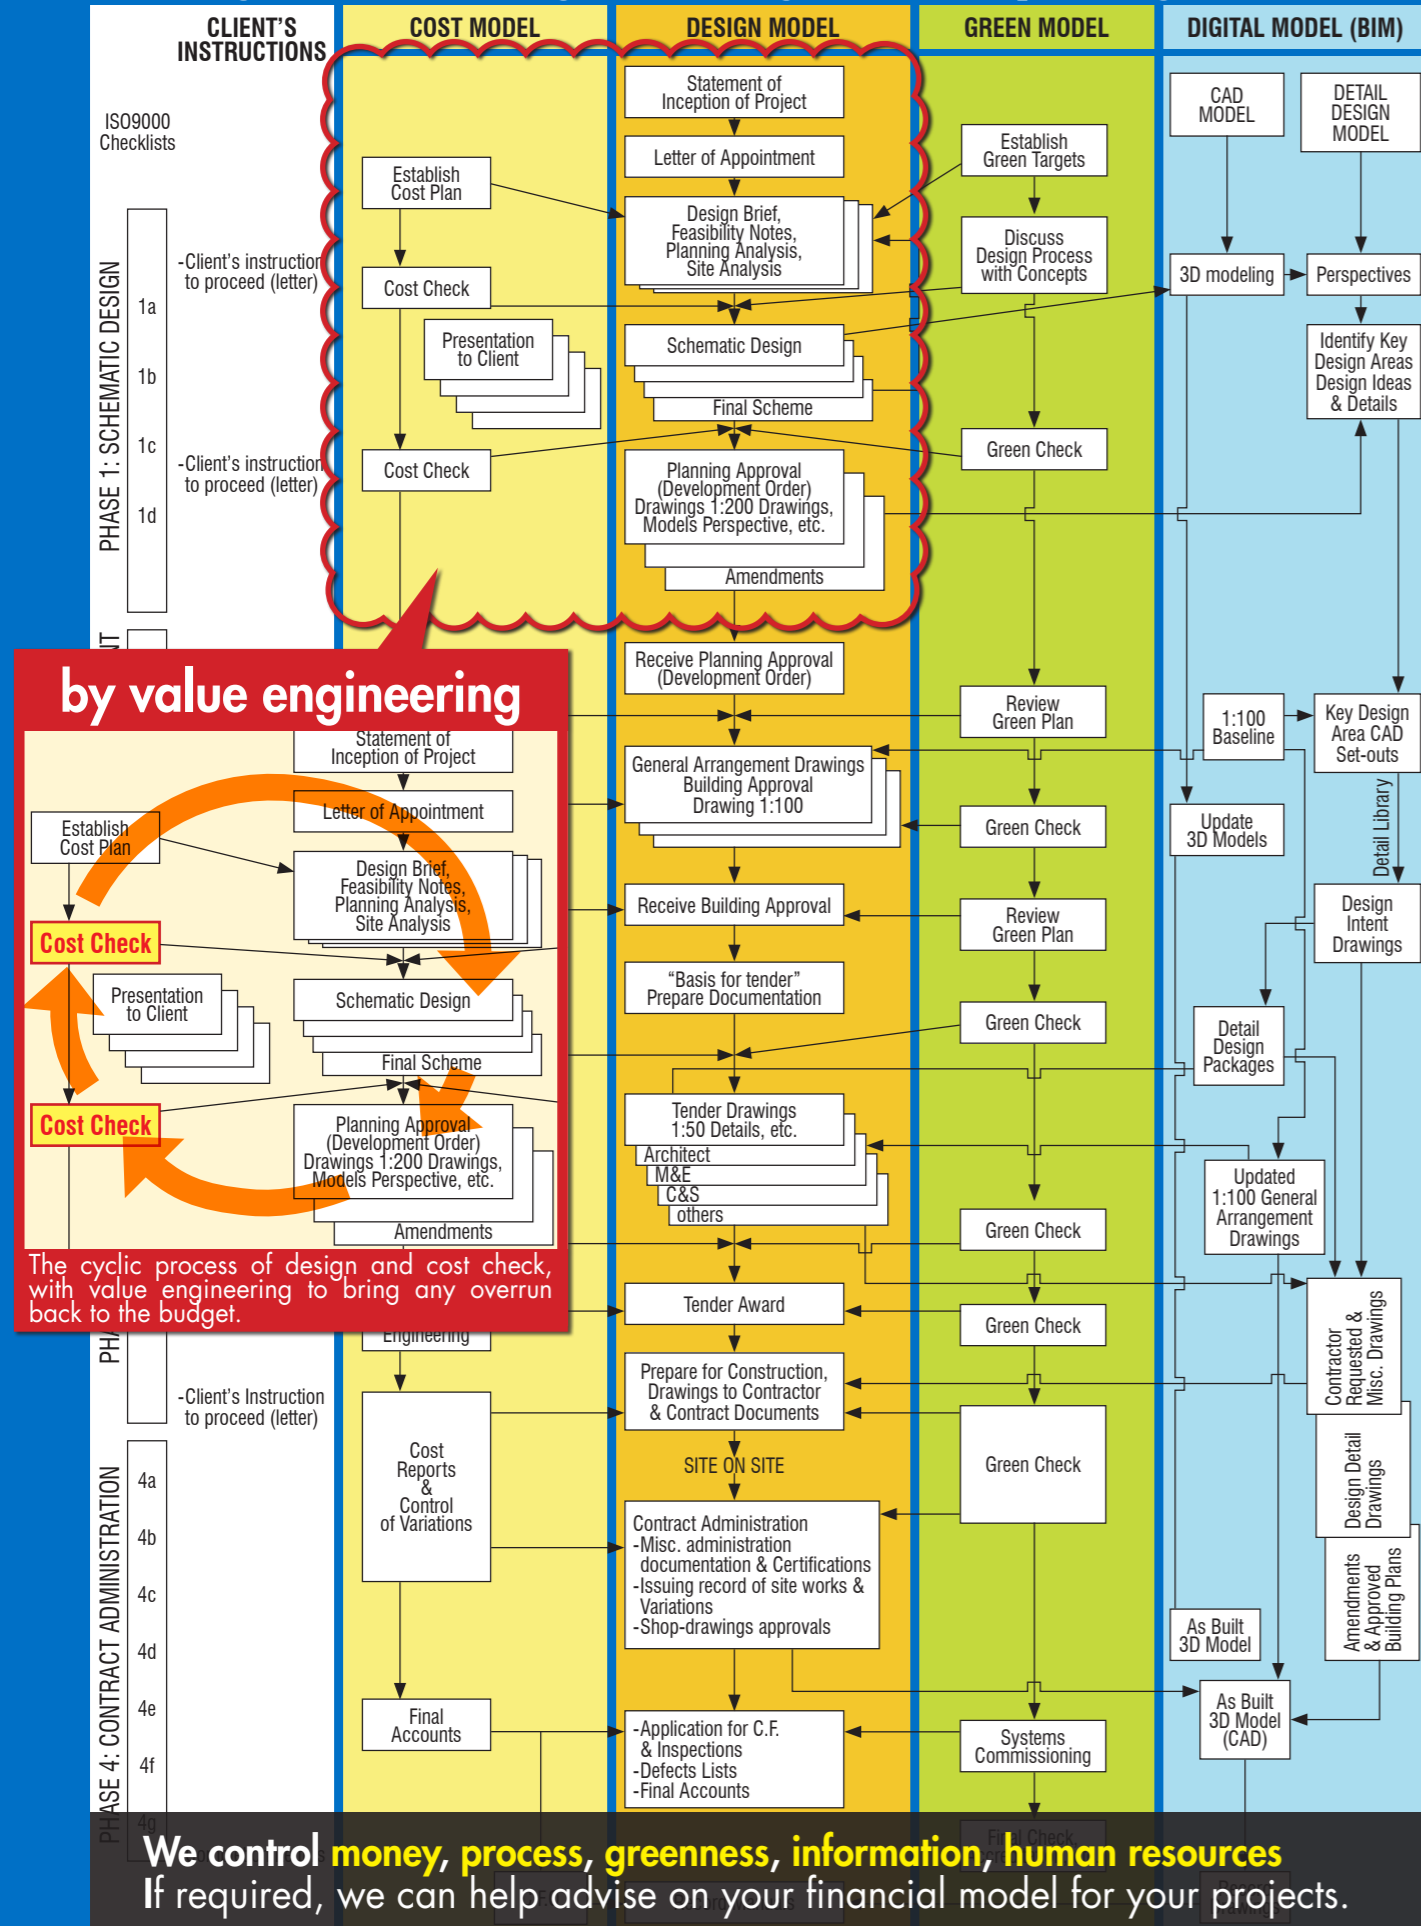 CLIENT'S
INSTRUCTIONS
COST MODEL
DESIGN MODEL
GREEN MODEL
DIGITAL MODEL (BIM)
ISO9000
Checklists
PHASE 1: SCHEMATIC DESIGN
1a
1b
1c
1d
-Client's instruction
to proceed (letter)
-Client's instruction
to proceed (letter)
Establish
Cost Plan
Cost Check
Presentation
to Client
Cost Check
Statement of
Inception of Project
Letter of Appointment
Design Brief,
Feasibility Notes,
Planning Analysis,
Site Analysis
Schematic Design
Final Scheme
Planning Approval
(Development Order)
Drawings 1:200 Drawings,
Models Perspective, etc.
Amendments
Receive Planning Approval
(Development Order)
General Arrangement Drawings
Building Approval
Drawing 1:100
Receive Building Approval
“Basis for tender”
Prepare Documentation
Tender Drawings
1:50 Details, etc.
Architect
M&E
C&S
others
Tender Award
Prepare for Construction,
Drawings to Contractor
& Contract Documents
SITE ON SITE
Contract Administration
-Misc. administration
documentation & Certifications
-Issuing record of site works &
Variations
-Shop-drawings approvals
-Application for C.F.
& Inspections
-Defects Lists
-Final Accounts
Establish
Green Targets
Discuss
Design Process
with Concepts
Green Check
Review
Green Plan
Green Check
Review
Green Plan
Green Check
Green Check
Green Check
Green Check
Systems
Commissioning
CAD
MODEL
DETAIL
DESIGN
MODEL
3D modeling
Perspectives
Identify Key
Design Areas
Design Ideas
& Details
1:100
Baseline
Key Design
Area CAD
Set-outs
Detail Library
Update
3D Models
Design
Intent
Drawings
Detail
Design
Packages
Updated
1:100 General
Arrangement
Drawings
Contractor
Requested &
Misc. Drawings
Design Detail
Drawings
Amendments
& Approved
Building Plans
As Built
3D Model
As Built
3D Model
(CAD)
NT
by value engineering
Statement of
Inception of Project
Letter of Appointment
Establish
Cost Plan
Design Brief,
Feasibility Notes,
Planning Analysis,
Site Analysis
Cost Check
Presentation
to Client
Schematic Design
Final Scheme
Cost Check
Planning Approval
(Development Order)
Drawings 1:200 Drawings,
Models Perspective, etc.
Amendments
The cyclic process of design and cost check,
with value engineering to bring any overrun
back to the budget.
PHA
Engineering
-Client's Instruction
to proceed (letter)
Cost
Reports
&
Control
of Variations
Final
Accounts
PHASE 4: CONTRACT ADMINISTRATION
4a
4b
4c
4d
4e
4f
4g
Final Check,
We control money, process, greenness, information, human resources
If required, we can help advise on your financial model for your projects.